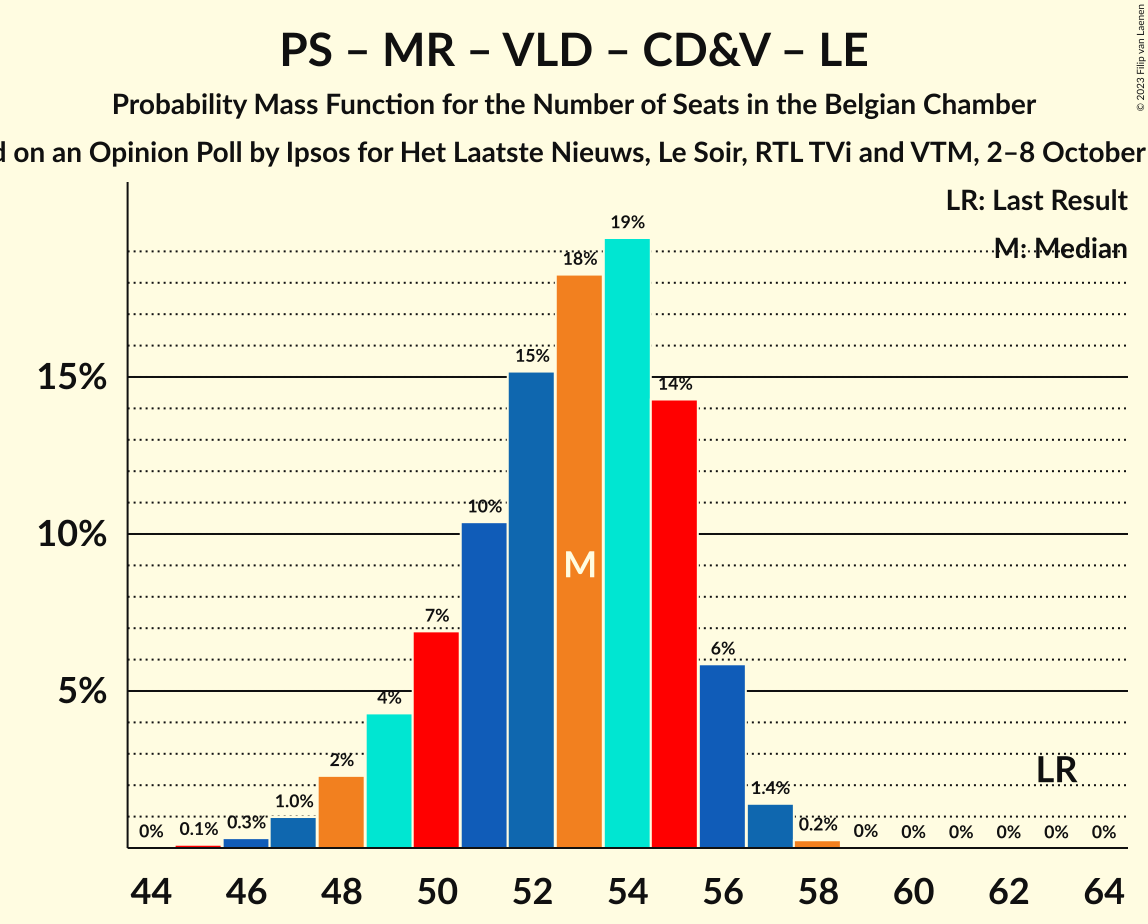 PS – MR – VLD – CD&V – LE
Probability Mass Function for the Number of Seats in the Belgian Chamber
on an Opinion Poll by Ipsos for Het Laatste Nieuws, Le Soir, RTL TVi and VTM, 2–8 October
© 2023 Filip van Laenen
LR: Last Result
M: Median
19%
18%
15%
15%
14%
10%
10%
M
7%
6%
5%
4%
2%
LR
1.4%
1.0%
0% 0.1% 0.3% 0.2% 0% 0% 0% 0% 0% 0%
44 46 48 50 52 54 56 58 60 62 64